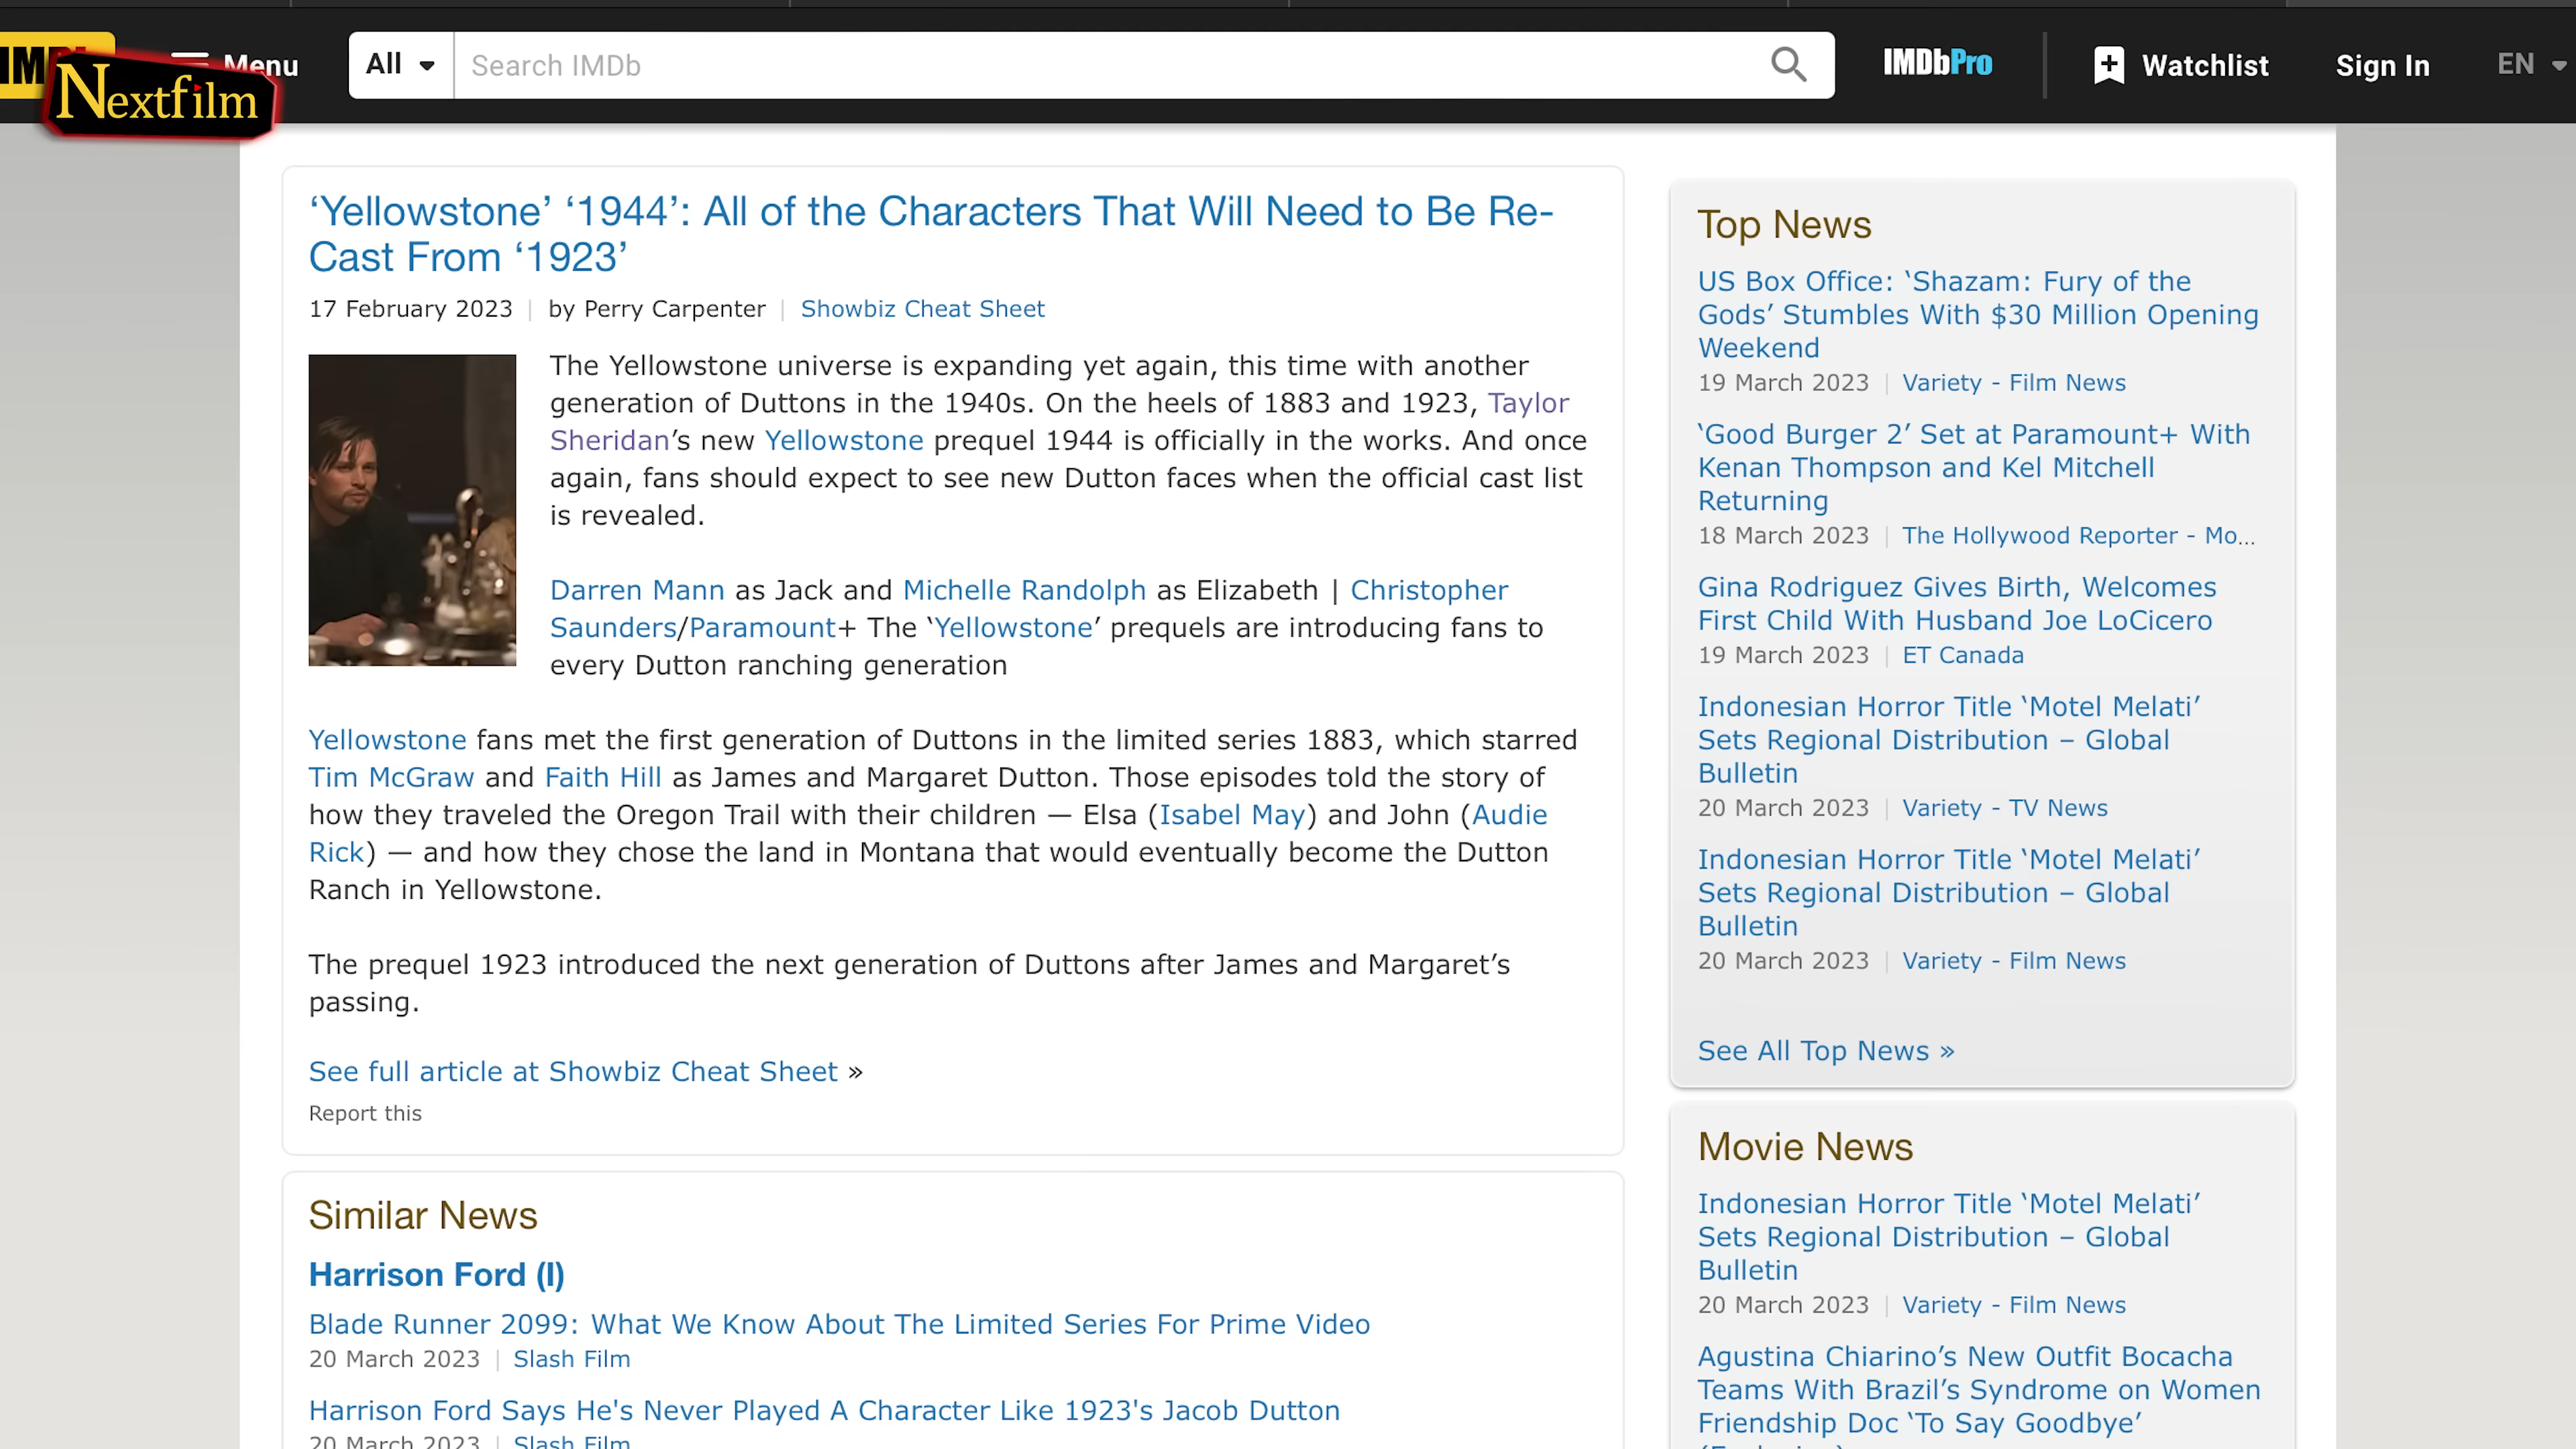 IM
Nextfilm
Menu
All
Search IMDb
IMDbPro
Watchlist
Sign In
EN
‘Yellowstone’ ‘1944’: All of the Characters That Will Need to Be Re-
Cast From ‘1923’
17 February 2023 | by Perry Carpenter | Showbiz Cheat Sheet
The Yellowstone universe is expanding yet again, this time with another
generation of Duttons in the 1940s. On the heels of 1883 and 1923, Taylor
Sheridan’s new Yellowstone prequel 1944 is officially in the works. And once
again, fans should expect to see new Dutton faces when the official cast list
is revealed.
Darren Mann as Jack and Michelle Randolph as Elizabeth | Christopher
Saunders/Paramount+ The ‘Yellowstone’ prequels are introducing fans to
every Dutton ranching generation
Yellowstone fans met the first generation of Duttons in the limited series 1883, which starred
Tim McGraw and Faith Hill as James and Margaret Dutton. Those episodes told the story of
how they traveled the Oregon Trail with their children — Elsa (Isabel May) and John (Audie
Rick) — and how they chose the land in Montana that would eventually become the Dutton
Ranch in Yellowstone.
The prequel 1923 introduced the next generation of Duttons after James and Margaret’s
passing.
See full article at Showbiz Cheat Sheet »
Report this
Similar News
Harrison Ford (I)
Blade Runner 2099: What We Know About The Limited Series For Prime Video
20 March 2023 | Slash Film
Harrison Ford Says He's Never Played A Character Like 1923's Jacob Dutton
20 March 2023 | Slash Film
Top News
US Box Office: ‘Shazam: Fury of the
Gods’ Stumbles With $30 Million Opening
Weekend
19 March 2023 | Variety - Film News
‘Good Burger 2’ Set at Paramount+ With
Kenan Thompson and Kel Mitchell
Returning
18 March 2023 | The Hollywood Reporter - Mo...
Gina Rodriguez Gives Birth, Welcomes
First Child With Husband Joe LoCicero
19 March 2023 | ET Canada
Indonesian Horror Title ‘Motel Melati’
Sets Regional Distribution – Global
Bulletin
20 March 2023 | Variety - TV News
Indonesian Horror Title ‘Motel Melati’
Sets Regional Distribution – Global
Bulletin
20 March 2023 | Variety - Film News
See All Top News »
Movie News
Indonesian Horror Title ‘Motel Melati’
Sets Regional Distribution – Global
Bulletin
20 March 2023 | Variety - Film News
Agustina Chiarino’s New Outfit Bocacha
Teams With Brazil’s Syndrome on Women
Friendship Doc ‘To Say Goodbye’